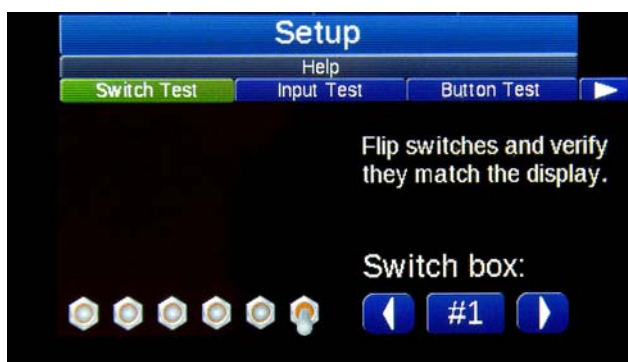 Setup
Help
Switch Test Input Test Button Test
Flip switches and verify
they match the display.
Switch box:
#1